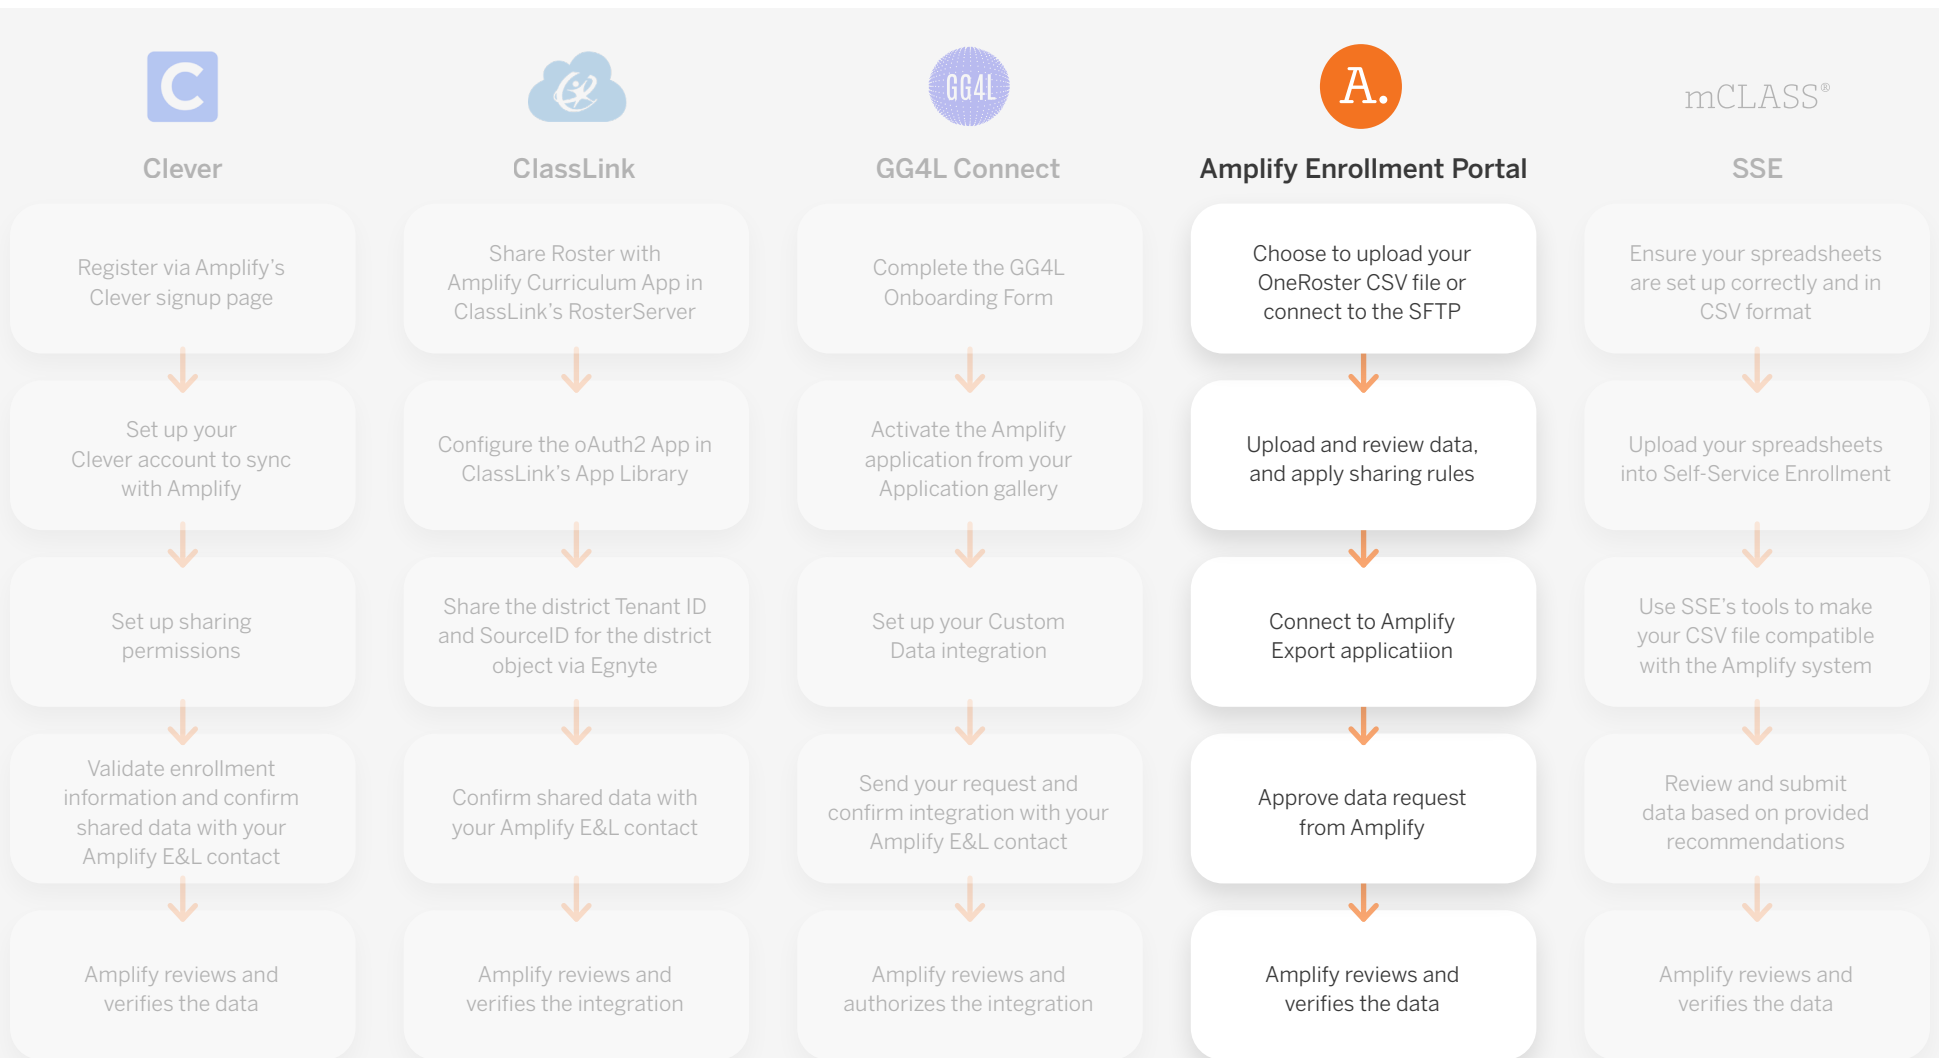 C
GG4L
A.
mCLASS®
Clever
ClassLink
GG4L Connect
Amplify Enrollment Portal
SSE
Register via Amplify's
Clever signup page
Set up your
Clever account to sync
with Amplify
Set up sharing
permissions
Validate enrollment
information and confirm
shared data with your
Amplify E&L contact
Amplify reviews and
verifies the data
Share Roster with
Amplify Curriculum App in
ClassLink's RosterServer
Configure the oAuth2 App in
ClassLink's App Library
Share the district Tenant ID
and SourceID for the district
object via Egnyte
Confirm shared data with
your Amplify E&L contact
Amplify reviews and
verifies the integration
Complete the GG4L
Onboarding Form
Activate the Amplify
application from your
Application gallery
Set up your Custom
Data integration
Send your request and
confirm integration with your
Amplify E&L contact
Amplify reviews and
authorizes the integration
Choose to upload your
OneRoster CSV file or
connect to the SFTP
Upload and review data,
and apply sharing rules
Connect to Amplify
Export applicatiion
Approve data request
from Amplify
Amplify reviews and
verifies the data
Ensure your spreadsheets
are set up correctly and in
CSV format
Upload your spreadsheets
into Self-Service Enrollment
Use SSE's tools to make
your CSV file compatible
with the Amplify system
Review and submit
data based on provided
recommendations
Amplify reviews and
verifies the data